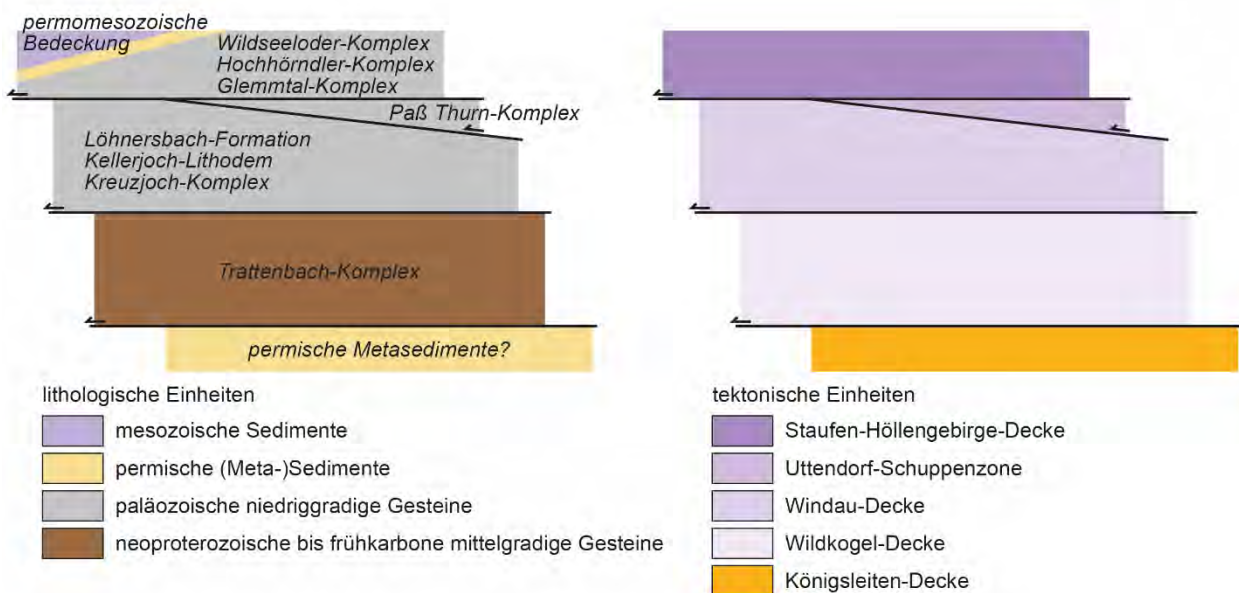 permomesozoische
Bedeckung
Wildseeloder-Komplex
Hochhörndler-Komplex
Glemmtal-Komplex
Paß Thurn-Komplex
Löhnersbach-Formation
Kellerjoch-Lithodem
Kreuzjoch-Komplex
Trattenbach-Komplex
permische Metasedimente?
lithologische Einheiten
mesozoische Sedimente
permische (Meta-)Sedimente
paläozoische niedriggradige Gesteine
neoproterozoische bis frühkarbone mittelgradige Gesteine
tektonische Einheiten
Staufen-Höllengebirge-Decke
Uttendorf-Schuppenzone
Windau-Decke
Wildkogel-Decke
Königsleiten-Decke